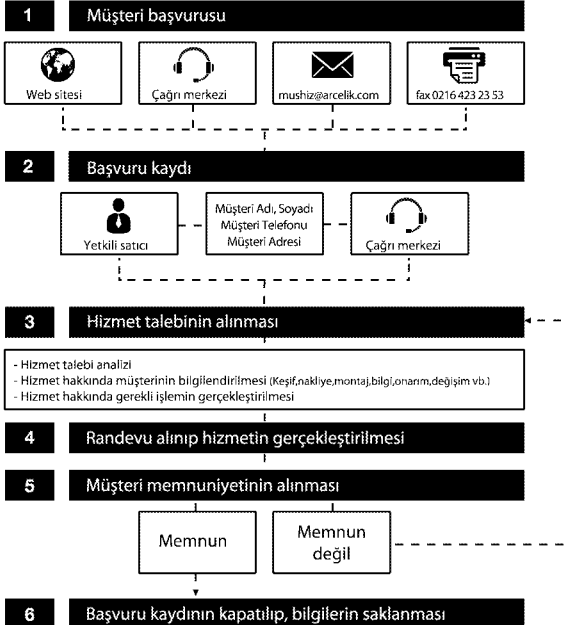 1 Müşteri başvurusu
Web sitesi
Çağrı merkezi
mushiz@arcelik.com
fax 0216 423 23 53
2 Başvuru kaydı
Yetkili satıcı
Müşteri Adı, Soyadı
Müşteri Telefonu
Müşteri Adresi
Çağrı merkezi
3 Hizmet talebinin alınması
- Hizmet talebi analizi
- Hizmet hakkında müşterinin bilgilendirilmesi (Keşif,nakliye,montaj,bilgi,onarım,değişim vb.)
- Hizmet hakkında gerekli işlemin gerçekleştirilmesi
4 Randevu alınıp hizmetin gerçekleştirilmesi
5 Müşteri memnuniyetinin alınması
Memnun
Memnun
değil
6 Başvuru kaydının kapatılıp, bilgilerin saklanması